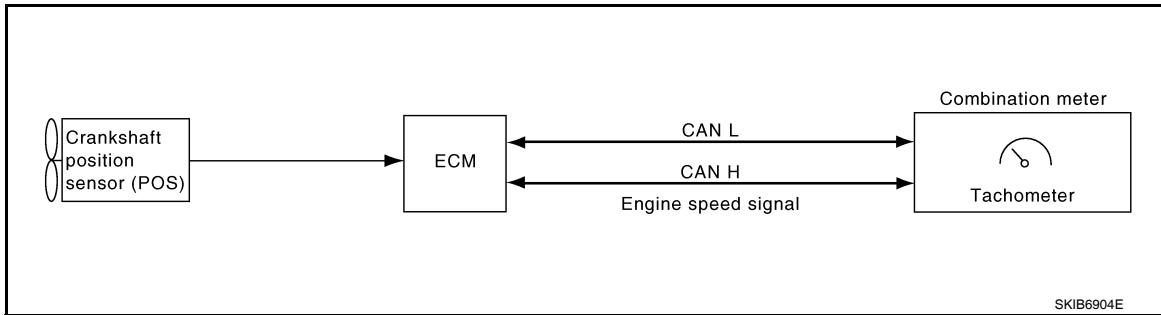 Crankshaft
position
sensor (POS)
ECM
CAN L
CAN H
Engine speed signal
Combination meter
Tachometer
SKIB6904E